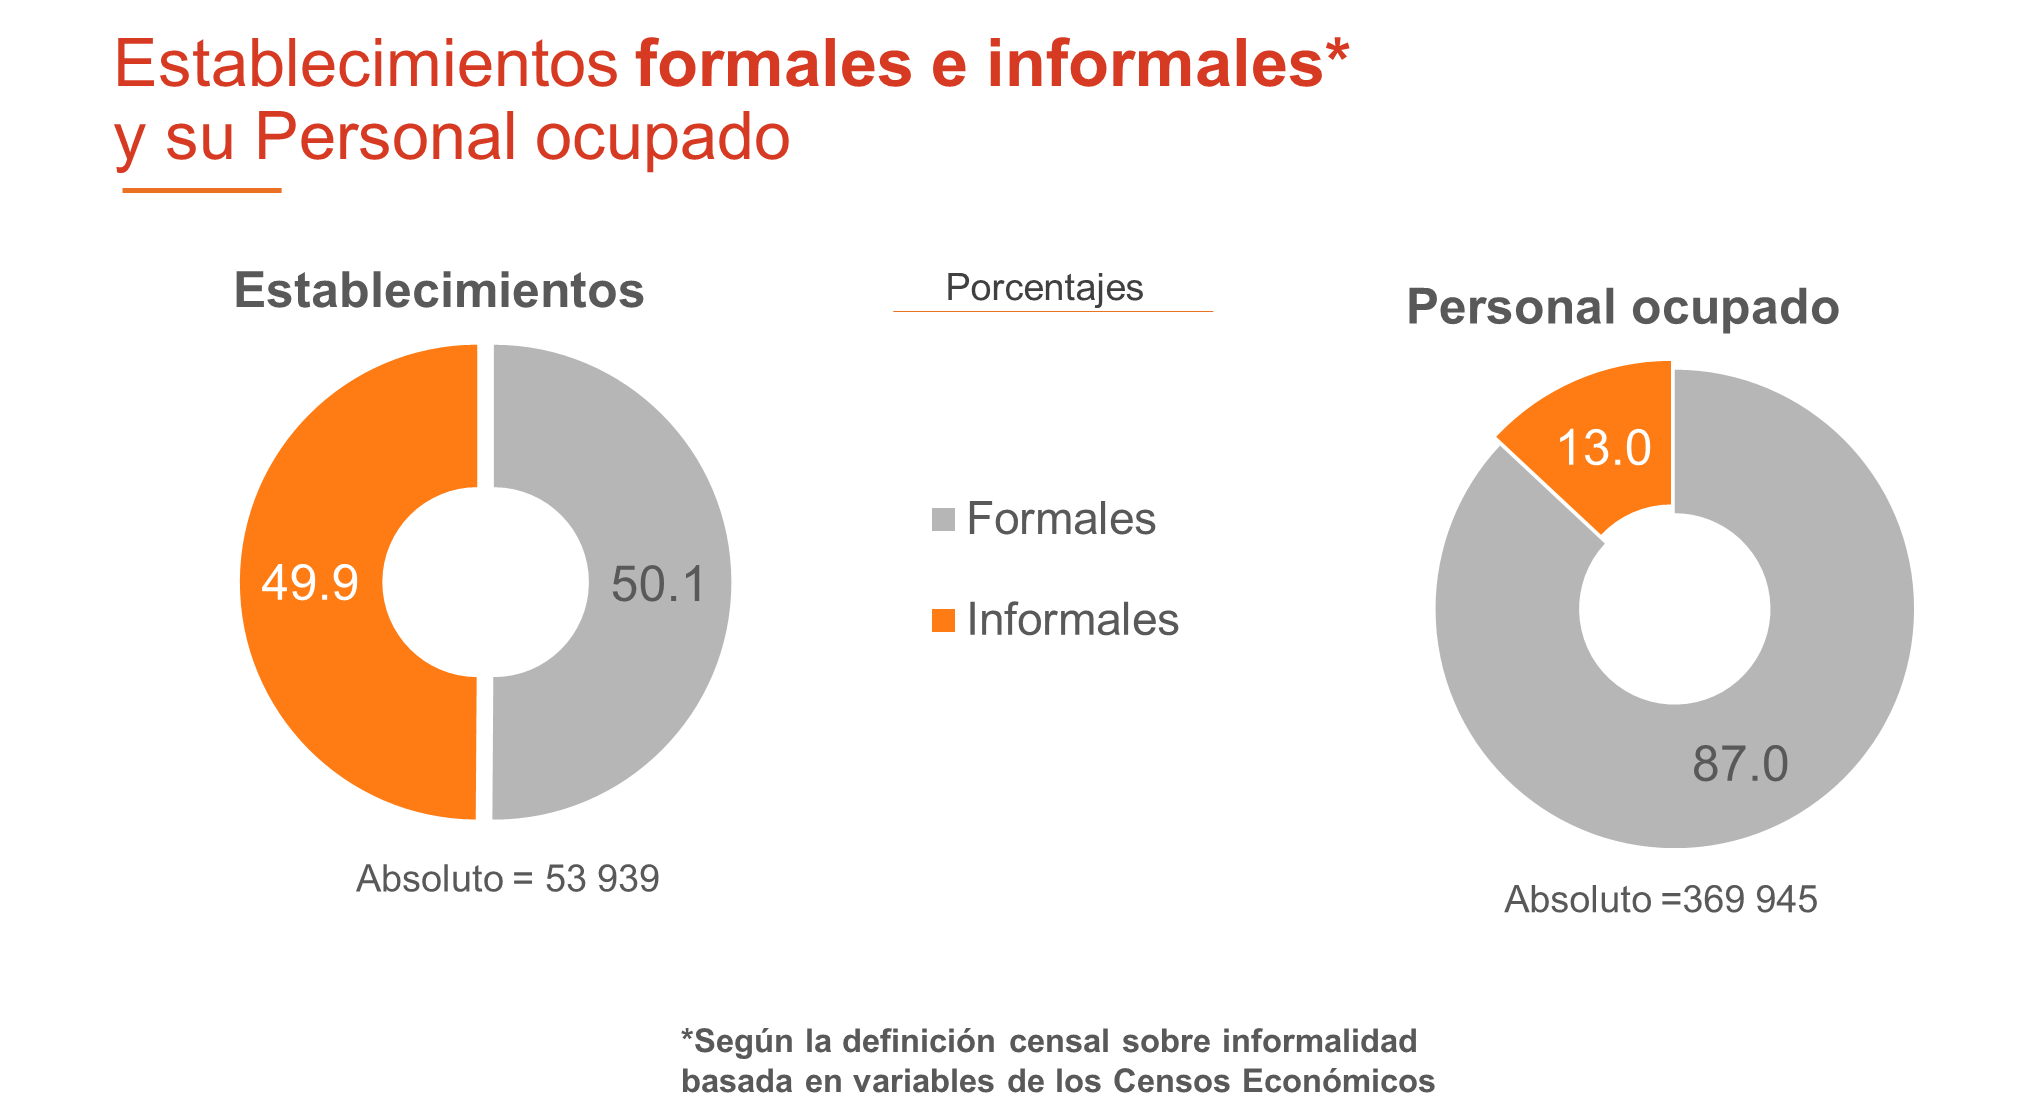 Establecimientos formales e informales*
y su Personal ocupado
Establecimientos
Porcentajes
Personal ocupado
49.9
50.1
Formales
Informales
13.0
87.0
Absoluto = 53 939
Absoluto =369 945
*Según la definición censal sobre informalidad
basada en variables de los Censos Económicos